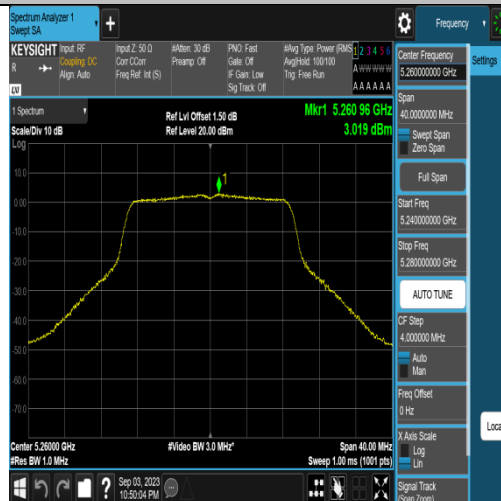 Spectrum Analyzer 1
Swept SA
+
Frequency
KEYSIGHT
R
LXI
Input: RF
Coupling: DC
Align: Auto
Input Z: 50 Ω
Corr CCorr
Freq Ref: Int (S)
#Atten: 30 dB
Preamp: Off
PNO: Fast
Gate: Off
IF Gain: Low
Sig Track: Off
#Avg Type: Power (RMS
Avg|Hold: 100/100
Trig: Free Run
1 2 3 4 5 6
A W W W W W
A A A A A A
Settings
Center Frequency
5.260000000 GHz
Span
40.0000000 MHz
Swept Span
Zero Span
Full Span
Start Freq
5.240000000 GHz
Stop Freq
5.280000000 GHz
AUTO TUNE
CF Step
4.000000 MHz
Auto
Man
Freq Offset
0 Hz
X Axis Scale
Log
Lin
Signal Track
(Span Zoom)
Loca
1 Spectrum
Scale/Div 10 dB
Log
Ref Lvl Offset 1.50 dB
Ref Level 20.00 dBm
Mkr1 5.260 96 GHz
3.019 dBm
1
10.0
0.00
-10.0
-20.0
-30.0
-40.0
-50.0
-60.0
-70.0
Center 5.26000 GHz
#Res BW 1.0 MHz
#Video BW 3.0 MHz*
Span 40.00 MHz
Sweep 1.00 ms (1001 pts)
?
Sep 03, 2023
10:50:04 PM